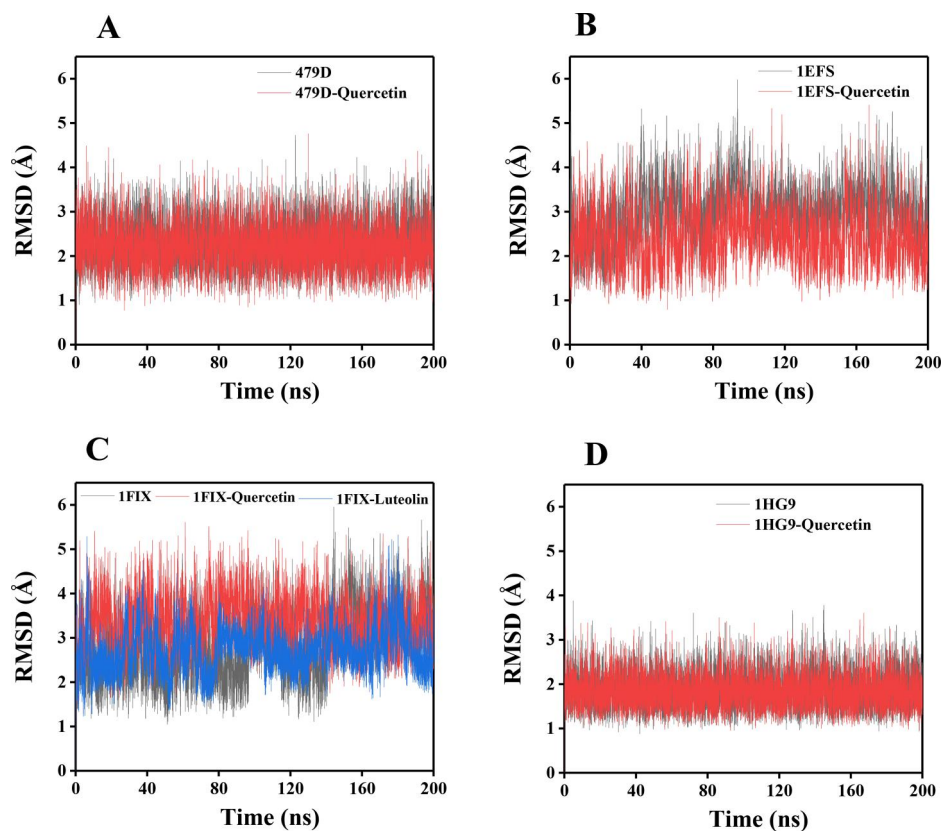 A
479D
479D-Quercetin
RMSD (Å)
6
5
4
3
2
1
0
0 40 80 120 160 200
Time (ns)
B
1EFS
1EFS-Quercetin
RMSD (Å)
6
5
4
3
2
1
0
0 40 80 120 160 200
Time (ns)
C
1FIX 1FIX-Quercetin 1FIX-Luteolin
RMSD (Å)
6
5
4
3
2
1
0
0 40 80 120 160 200
Time (ns)
D
1HG9
1HG9-Quercetin
RMSD (Å)
6
5
4
3
2
1
0
0 40 80 120 160 200
Time (ns)